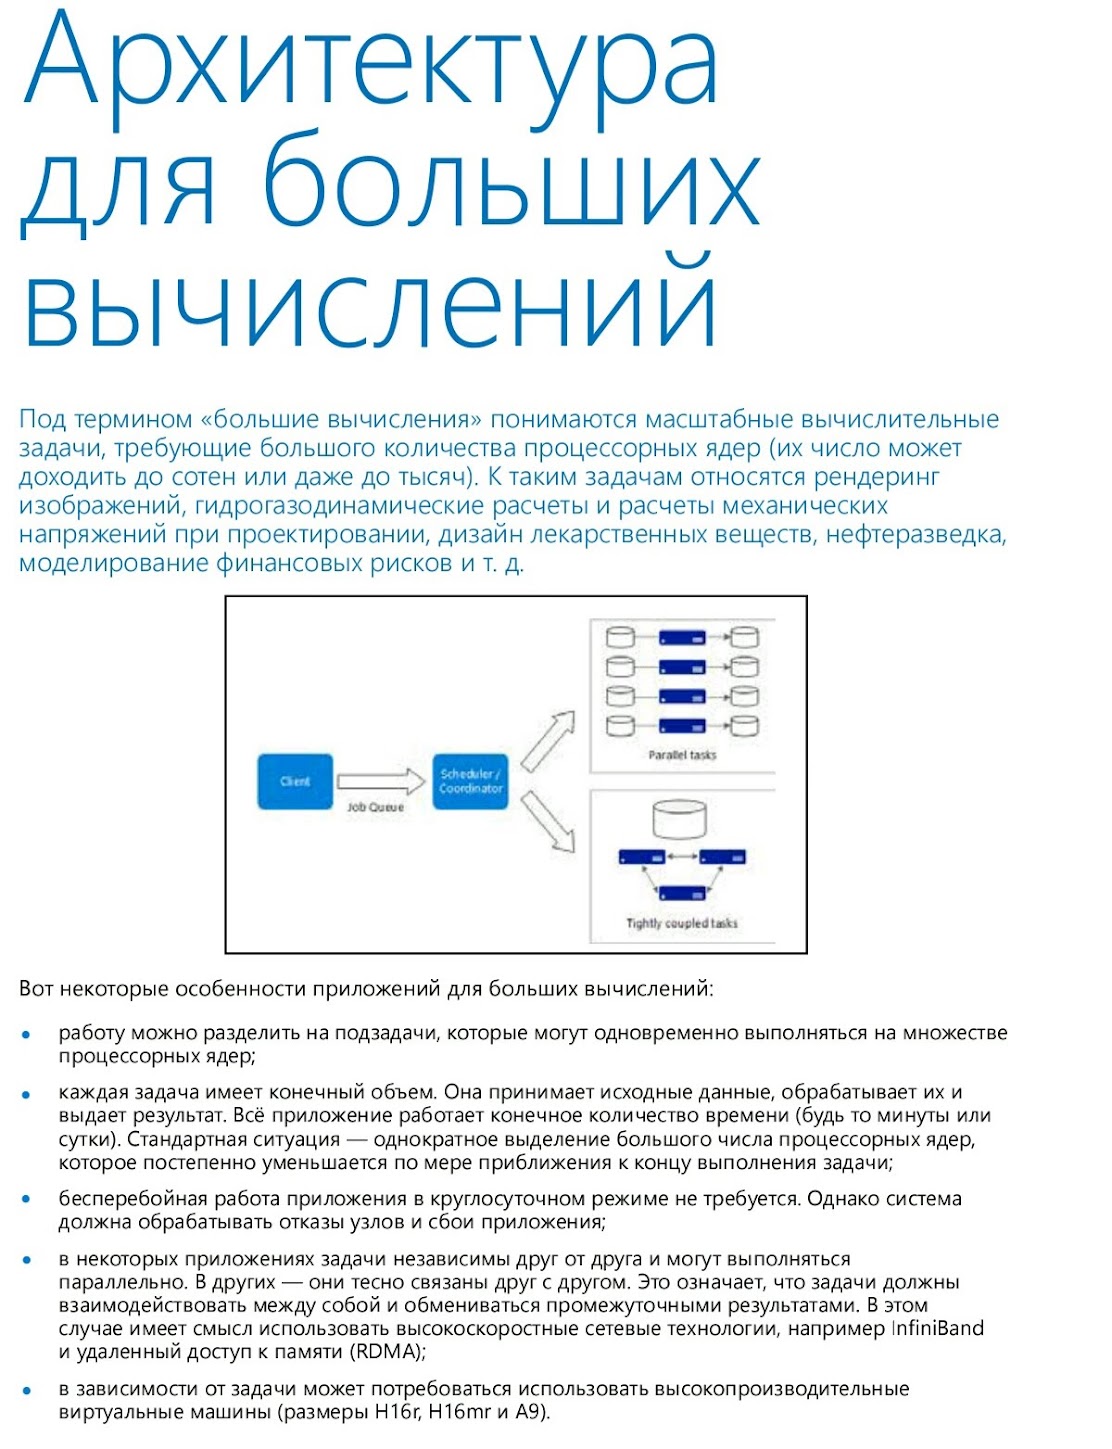 Архитектура
для больших
вычислений
Под термином «большие вычисления» понимаются масштабные вычислительные
задачи, требующие большого количества процессорных ядер (их число может
доходить до сотен или даже до тысяч). К таким задачам относятся рендеринг
изображений, гидрогазодинамические расчеты и расчеты механических
напряжений при проектировании, дизайн лекарственных веществ, нефтеразведка,
моделирование финансовых рисков и т. д.
Client
Job Queue
Scheduler /
Coordinator
Parallel tasks
Tightly coupled tasks
Вот некоторые особенности приложений для больших вычислений:
• работу можно разделить на подзадачи, которые могут одновременно выполняться на множестве
процессорных ядер;
• каждая задача имеет конечный объем. Она принимает исходные данные, обрабатывает их и
выдает результат. Всё приложение работает конечное количество времени (будь то минуты или
сутки). Стандартная ситуация — однократное выделение большого числа процессорных ядер,
которое постепенно уменьшается по мере приближения к концу выполнения задачи;
• бесперебойная работа приложения в круглосуточном режиме не требуется. Однако система
должна обрабатывать отказы узлов и сбои приложения;
• в некоторых приложениях задачи независимы друг от друга и могут выполняться
параллельно. В других — они тесно связаны друг с другом. Это означает, что задачи должны
взаимодействовать между собой и обмениваться промежуточными результатами. В этом
случае имеет смысл использовать высокоскоростные сетевые технологии, например InfiniBand
и удаленный доступ к памяти (RDMA);
• в зависимости от задачи может потребоваться использовать высокопроизводительные
виртуальные машины (размеры H16r, H16mr и A9).